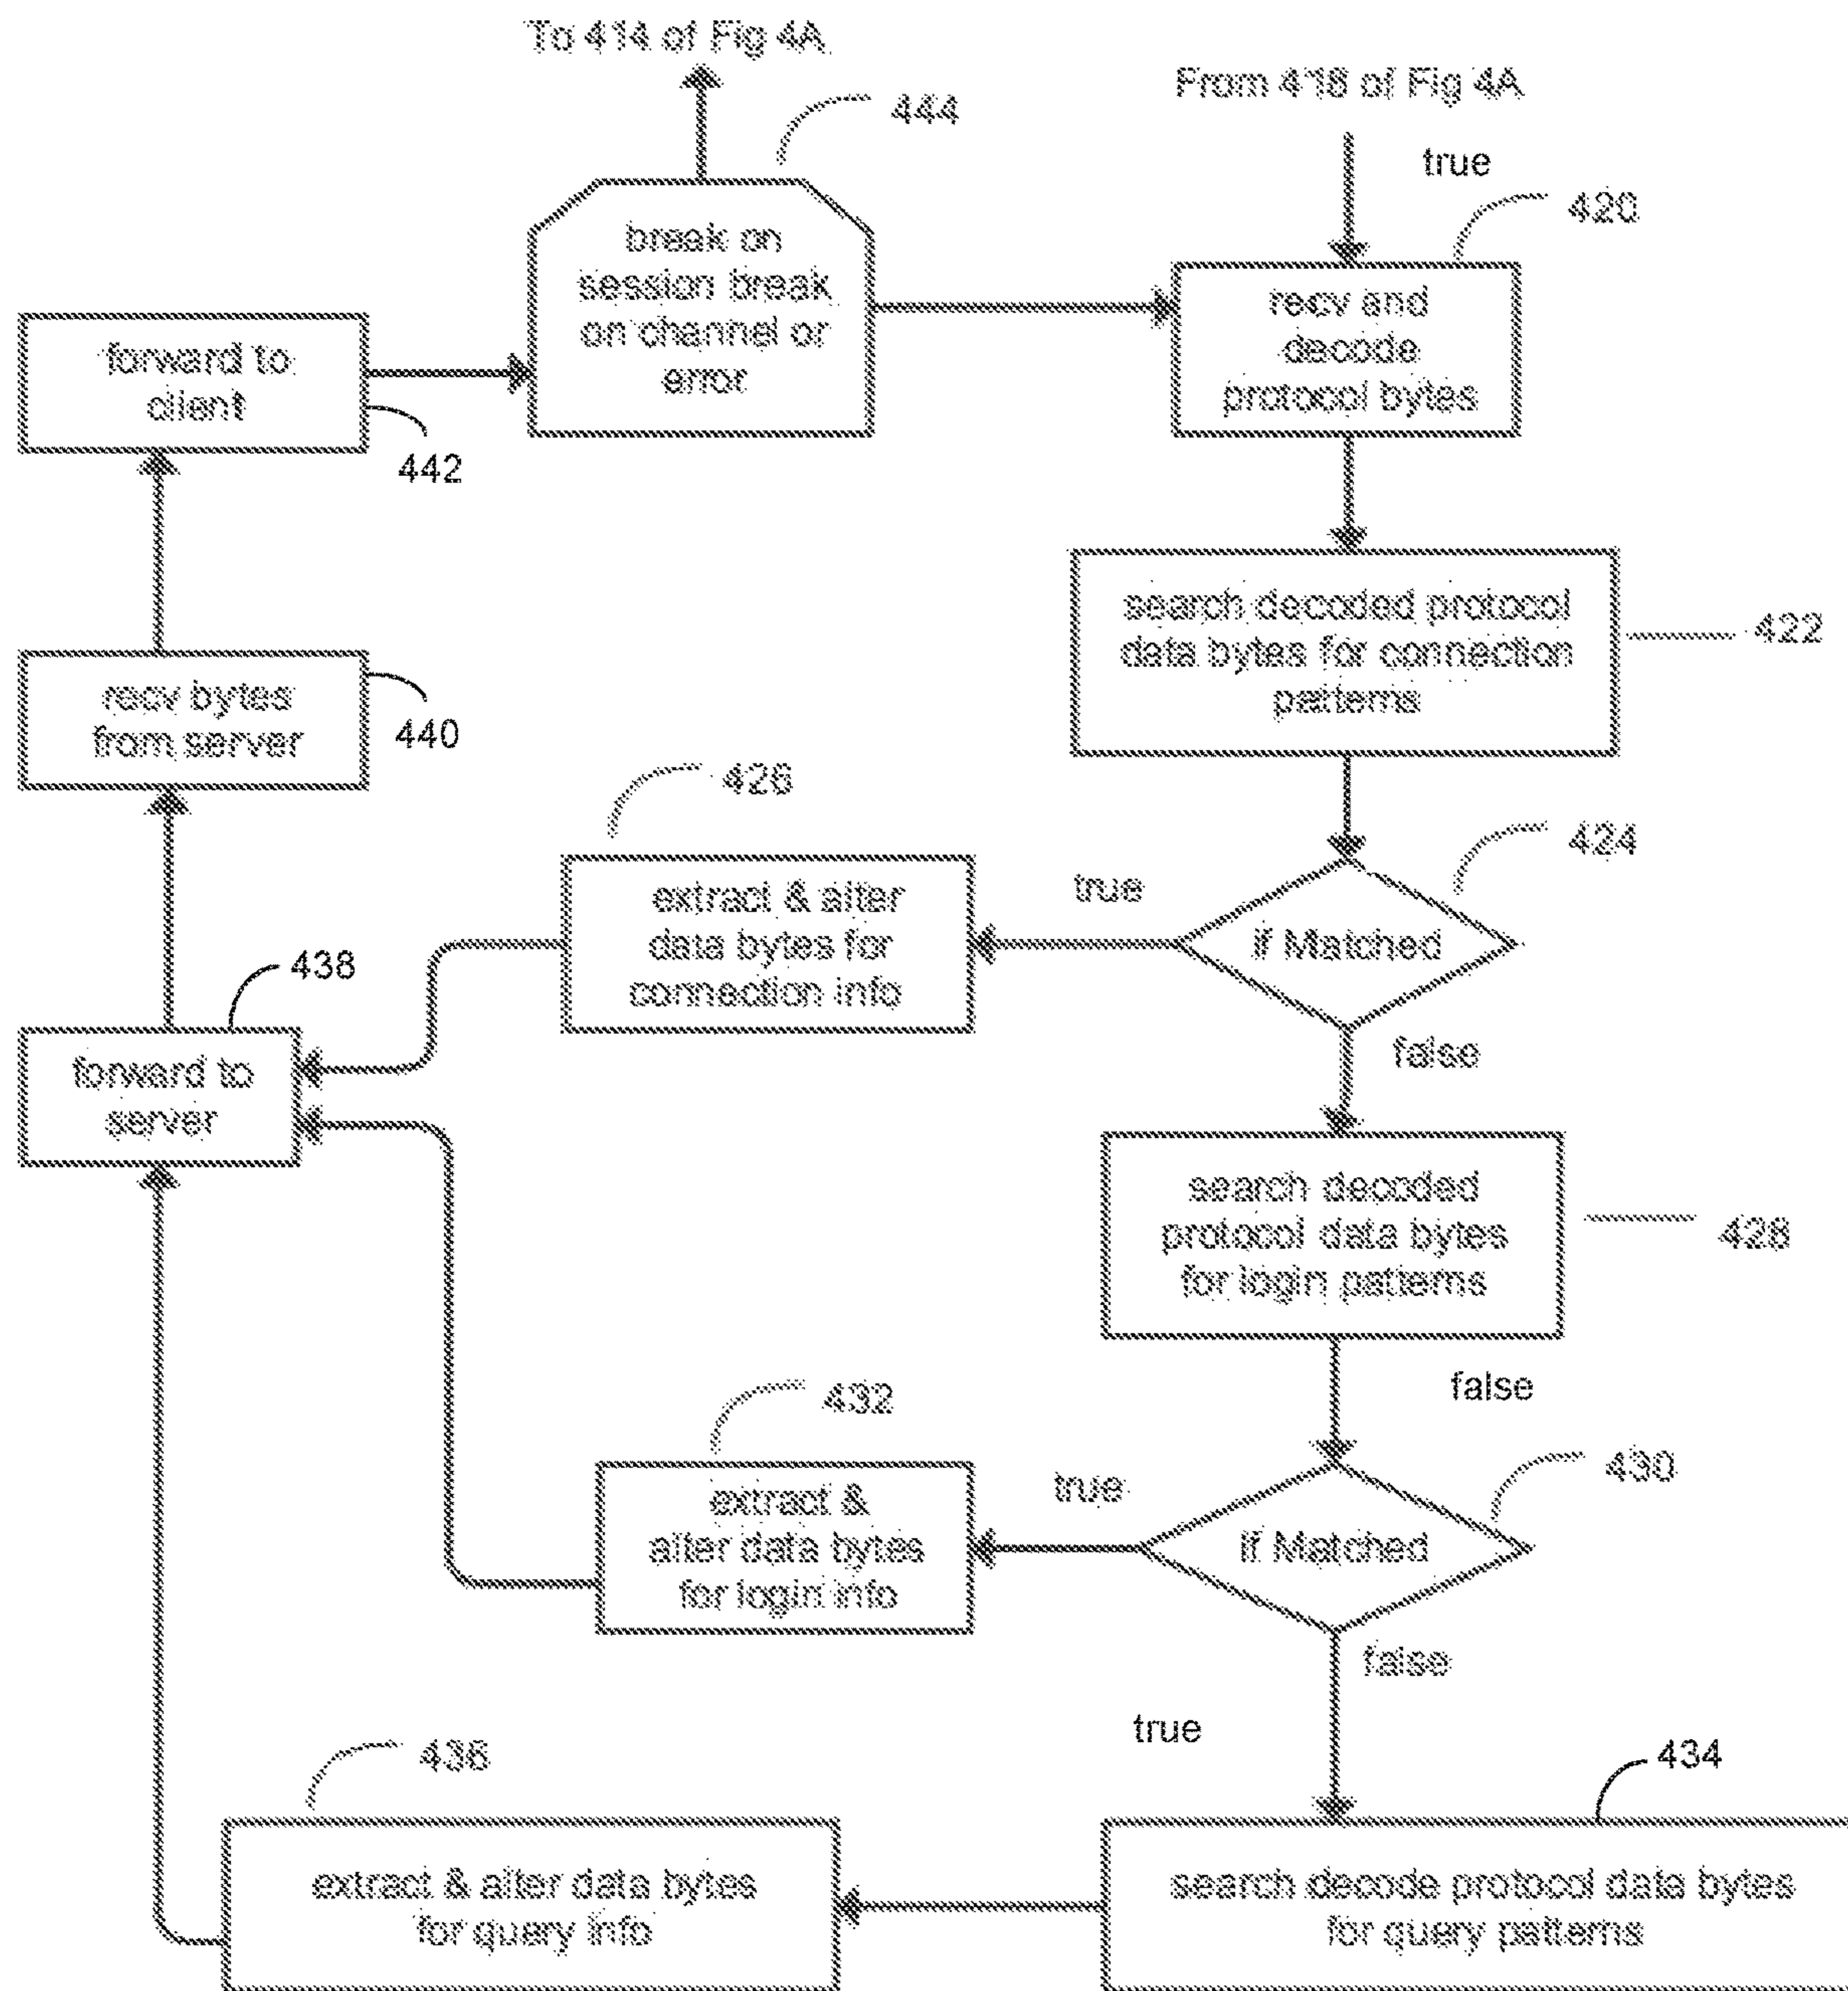 To 414 of Fig 4A
From 418 of Fig 4A
444
true
420
break on
session break
on channel or
error
recv and
decode
protocol bytes
forward to
client
442
search decoded protocol
data bytes for connection
patterns
422
recv bytes
from server
440
426
424
extract & alter
data bytes for
connection info
true
if Matched
438
false
forward to
server
search decoded
protocol data bytes
for login patterns
428
false
432
430
extract &
alter data bytes
for login info
true
if Matched
false
true
436
434
extract & alter data bytes
for query info
search decode protocol data bytes
for query patterns